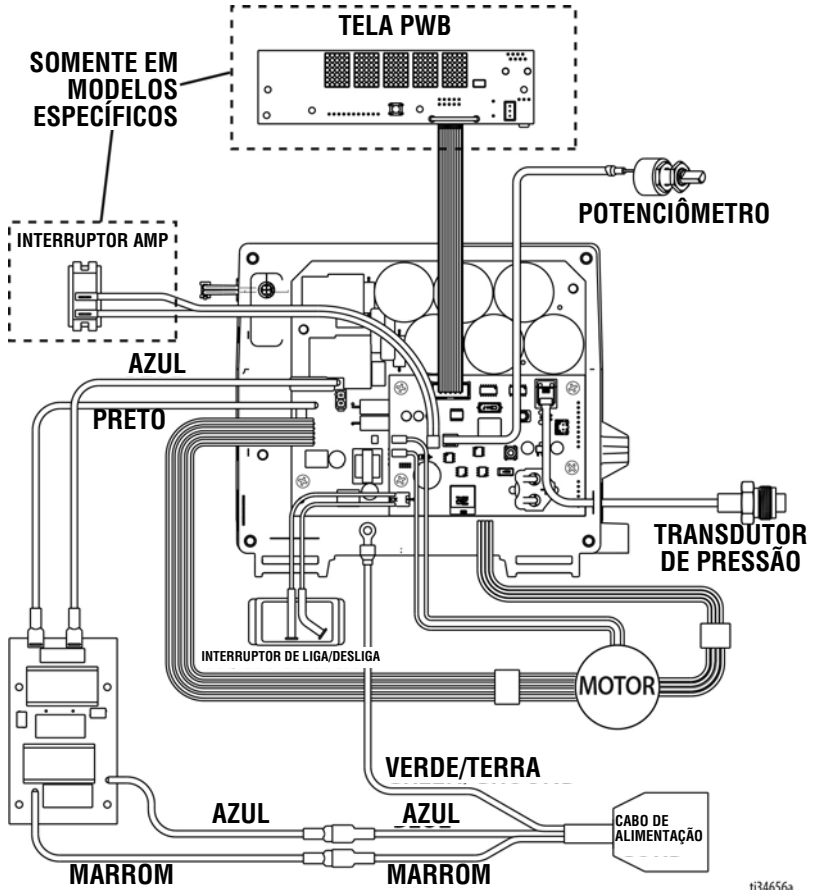 TELA PWB
SOMENTE EM
MODELOS
ESPECÍFICOS
POTENCIÔMETRO
INTERRUPTOR AMP
AZUL
PRETO
TRANSDUTOR
DE PRESSÃO
INTERRUPTOR DE LIGA/DESLIGA
MOTOR
VERDE/TERRA
AZUL
AZUL
CABO DE
ALIMENTAÇÃO
MARROM
MARROM
ti34656a